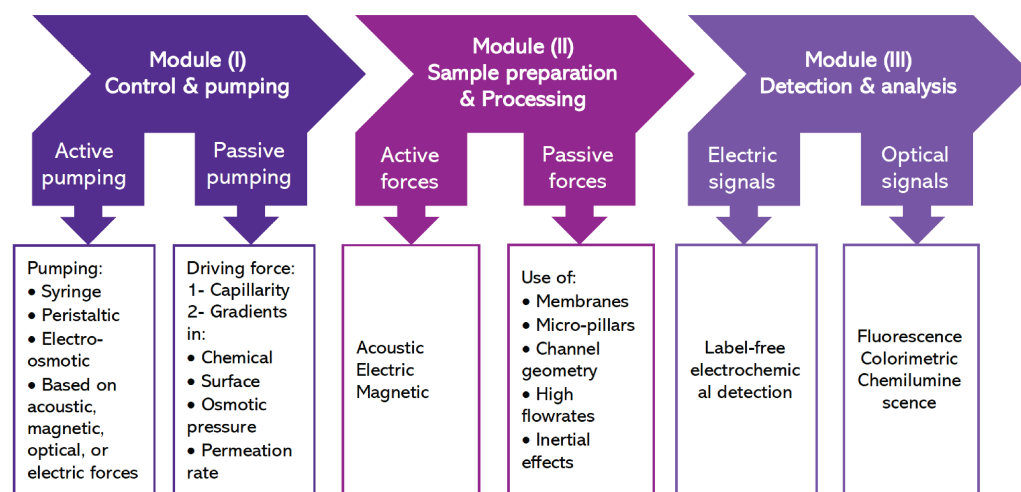 Module (I)
Control & pumping
Module (II)
Sample preparation
& Processing
Module (III)
Detection & analysis
Active
pumping
Passive
pumping
Active
forces
Passive
forces
Electric
signals
Optical
signals
Pumping:
• Syringe
• Peristaltic
• Electro-
osmotic
• Based on
acoustic,
magnetic,
optical, or
electric forces
Driving force:
1- Capillarity
2- Gradients
in:
• Chemical
• Surface
• Osmotic
pressure
• Permeation
rate
Acoustic
Electric
Magnetic
Use of:
• Membranes
• Micro-pillars
• Channel
geometry
• High
flowrates
• Inertial
effects
Label-free
electrochemic
al detection
Fluorescence
Colorimetric
Chemilumine
scence